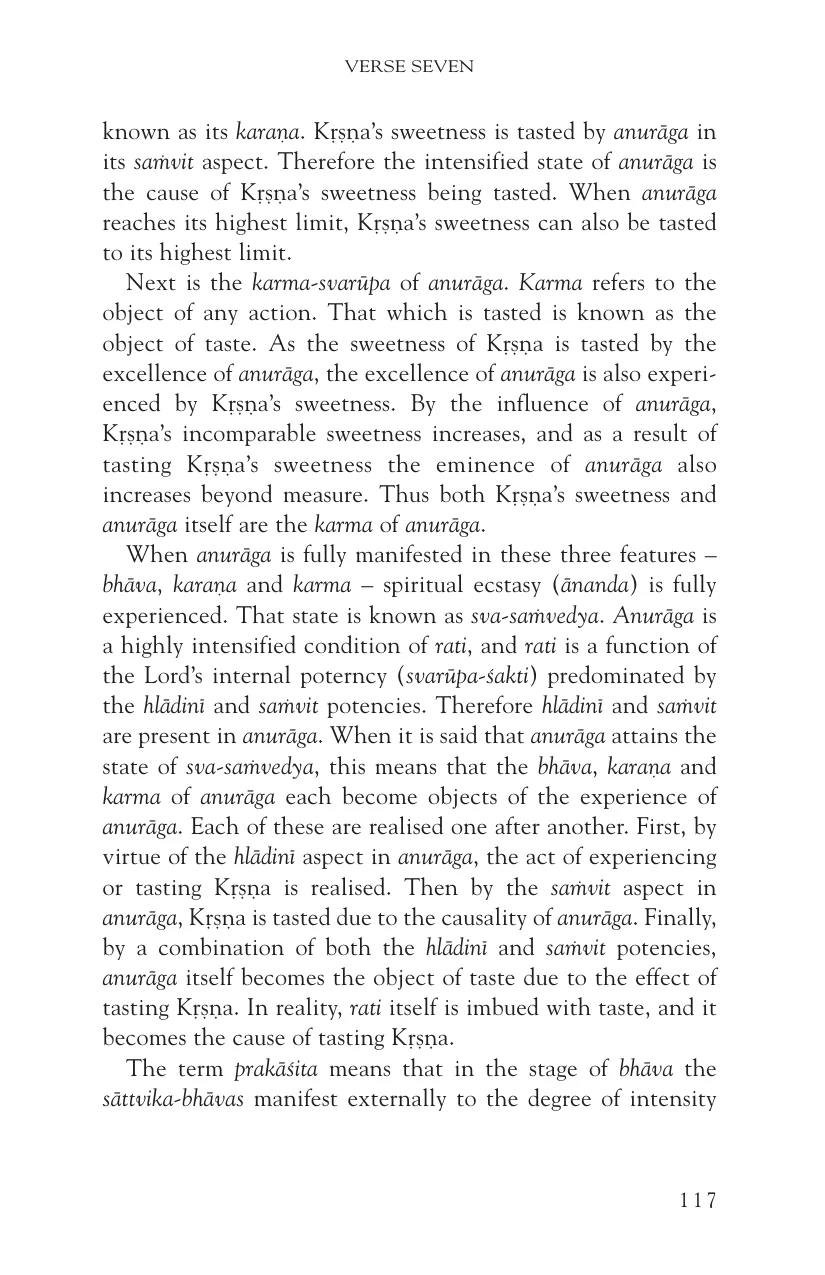 VERSE SEVEN
known as its karaṇa. Kṛṣṇa’s sweetness is tasted by anurāga in
its saṁvit aspect. Therefore the intensified state of anurāga is
the cause of Kṛṣṇa’s sweetness being tasted. When anurāga
reaches its highest limit, Kṛṣṇa’s sweetness can also be tasted
to its highest limit.
Next is the karma-svarūpa of anurāga. Karma refers to the
object of any action. That which is tasted is known as the
object of taste. As the sweetness of Kṛṣṇa is tasted by the
excellence of anurāga, the excellence of anurāga is also experi-
enced by Kṛṣṇa’s sweetness. By the influence of anurāga,
Kṛṣṇa’s incomparable sweetness increases, and as a result of
tasting Kṛṣṇa’s sweetness the eminence of anurāga also
increases beyond measure. Thus both Kṛṣṇa’s sweetness and
anurāga itself are the karma of anurāga.
When anurāga is fully manifested in these three features –
bhāva, karaṇa and karma – spiritual ecstasy (ānanda) is fully
experienced. That state is known as sva-saṁvedya. Anurāga is
a highly intensified condition of rati, and rati is a function of
the Lord’s internal poterncy (svarūpa-śakti) predominated by
the hlādinī and saṁvit potencies. Therefore hlādinī and saṁvit
are present in anurāga. When it is said that anurāga attains the
state of sva-saṁvedya, this means that the bhāva, karaṇa and
karma of anurāga each become objects of the experience of
anurāga. Each of these are realised one after another. First, by
virtue of the hlādinī aspect in anurāga, the act of experiencing
or tasting Kṛṣṇa is realised. Then by the saṁvit aspect in
anurāga, Kṛṣṇa is tasted due to the causality of anurāga. Finally,
by a combination of both the hlādinī and saṁvit potencies,
anurāga itself becomes the object of taste due to the effect of
tasting Kṛṣṇa. In reality, rati itself is imbued with taste, and it
becomes the cause of tasting Kṛṣṇa.
The term prakāśita means that in the stage of bhāva the
sāttvika-bhāvas manifest externally to the degree of intensity
117